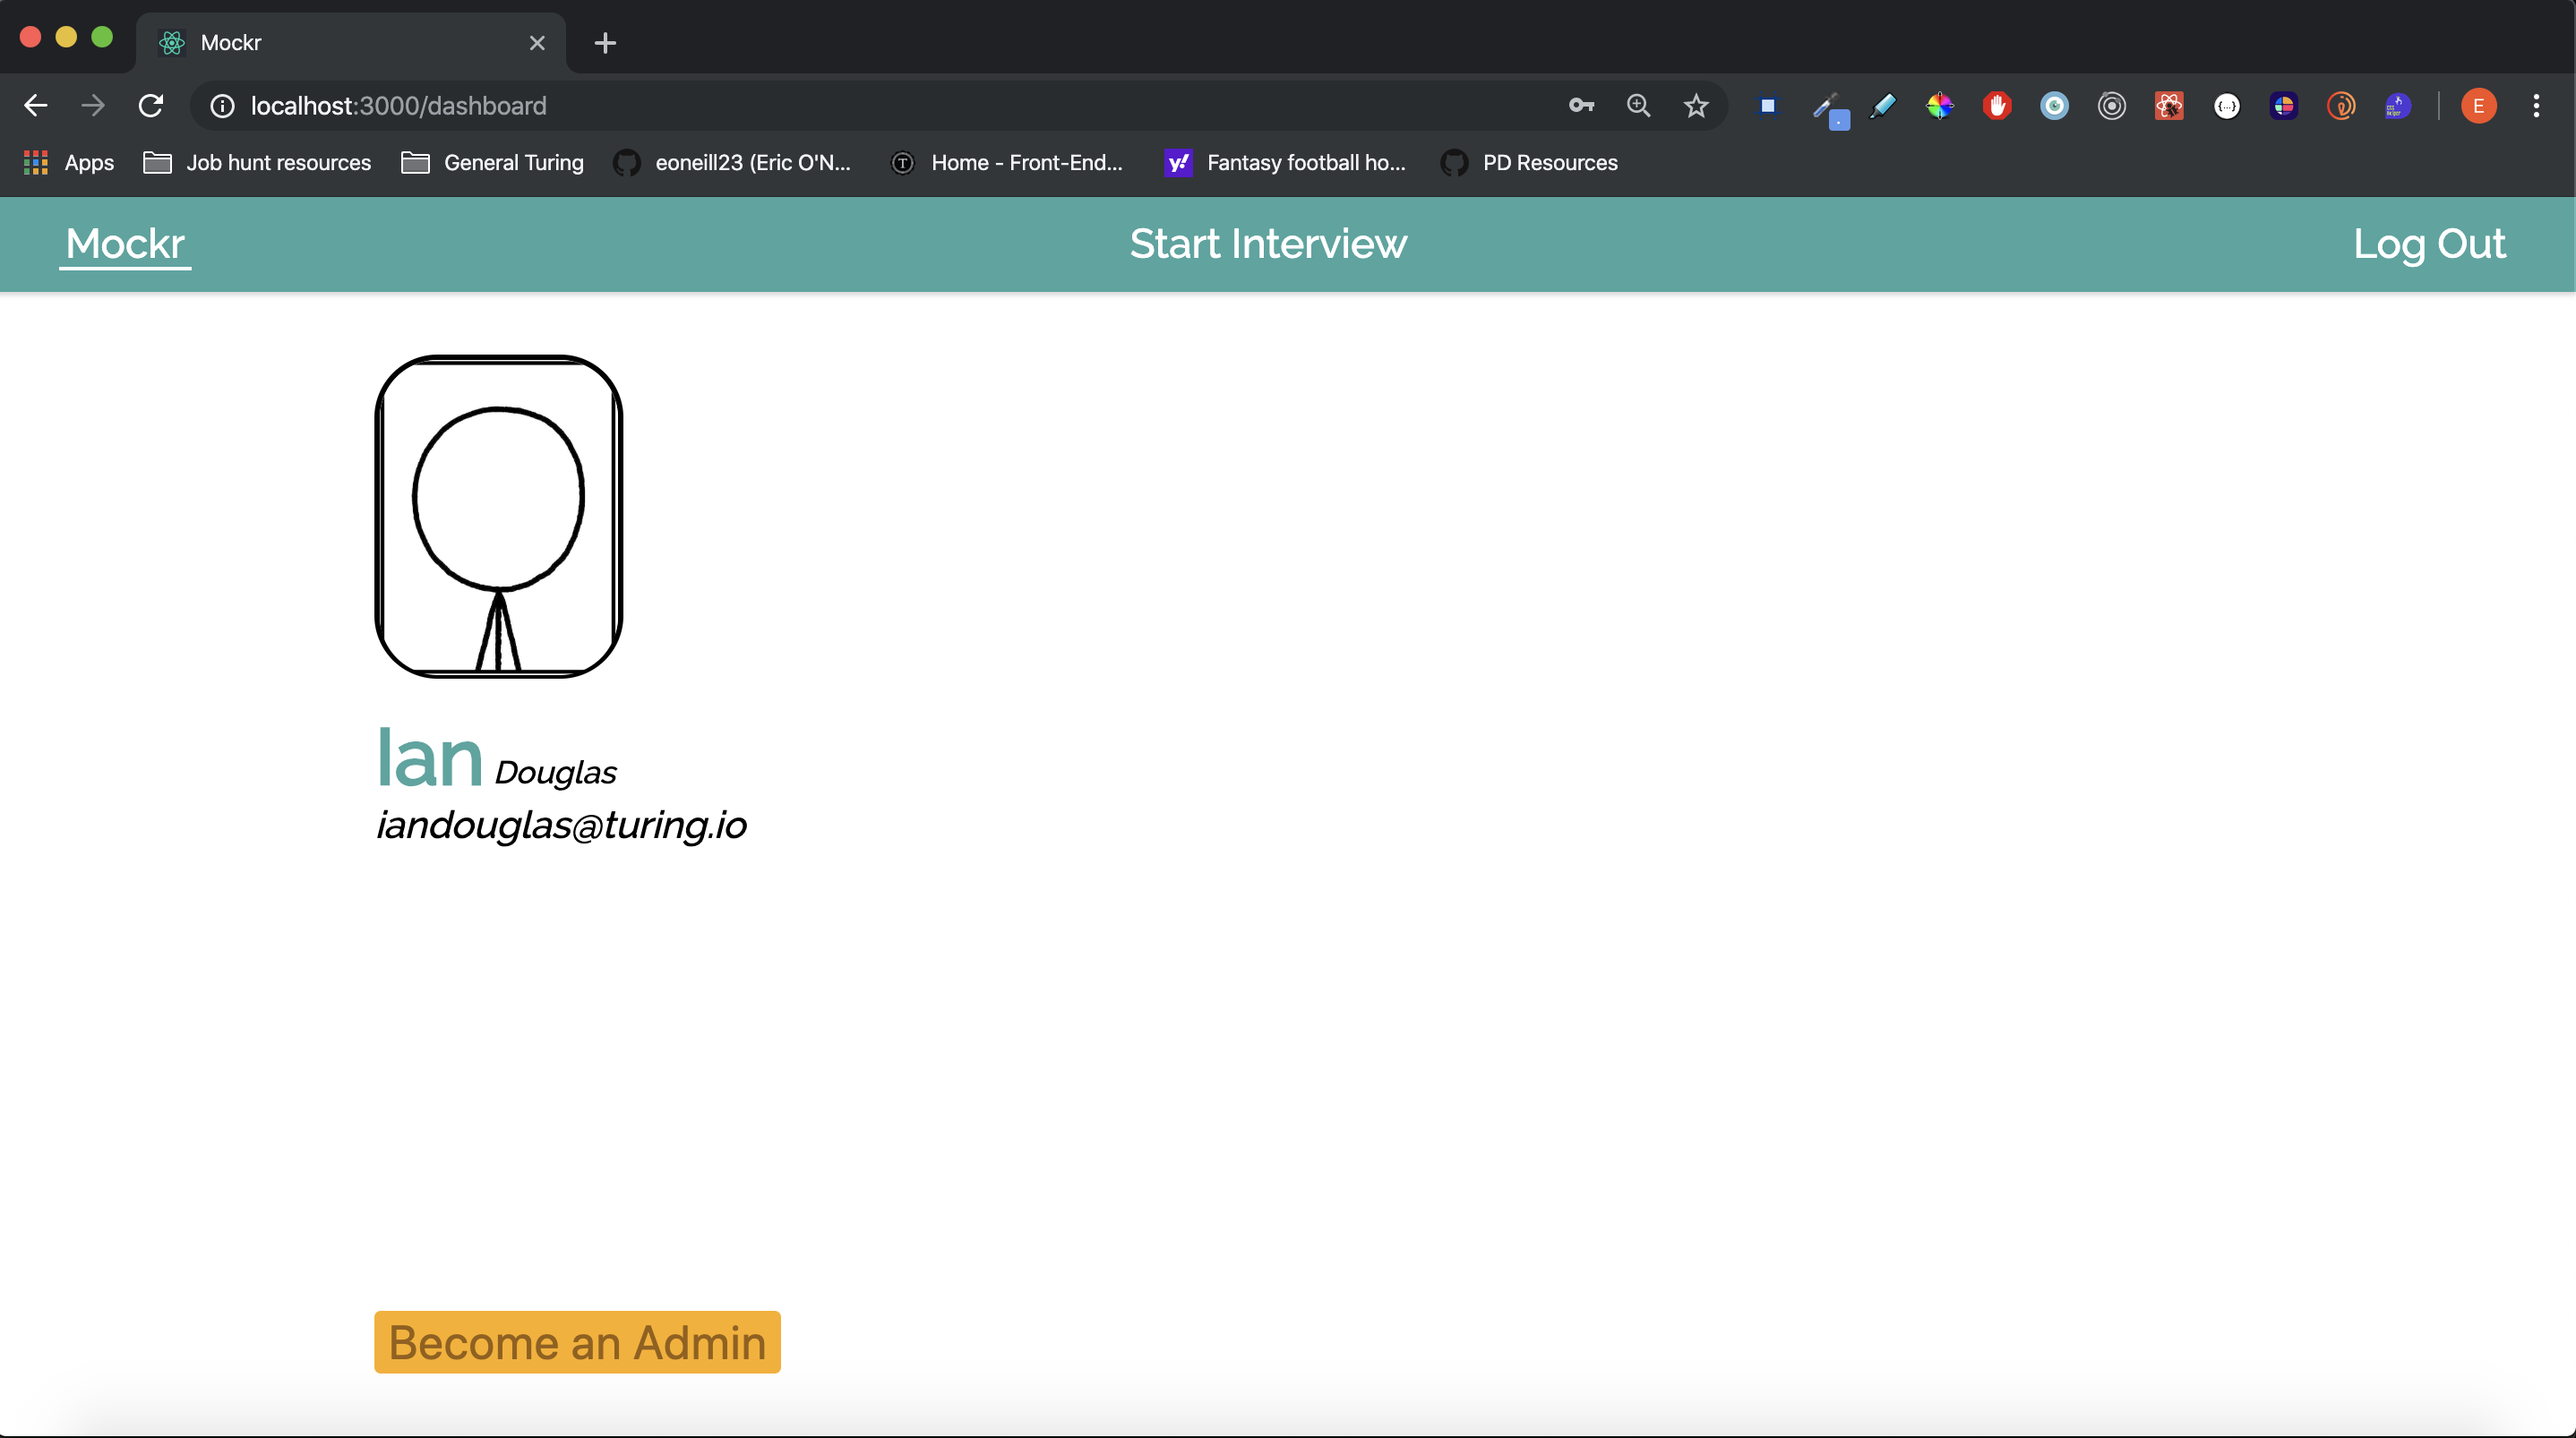 Mockr
localhost:3000/dashboard
E
Apps Job hunt resources General Turing eoneill23 (Eric O'N... Home - Front-End... Fantasy football ho... PD Resources
Mockr Start Interview Log Out
Ian Douglas
iandouglas@turing.io
Become an Admin